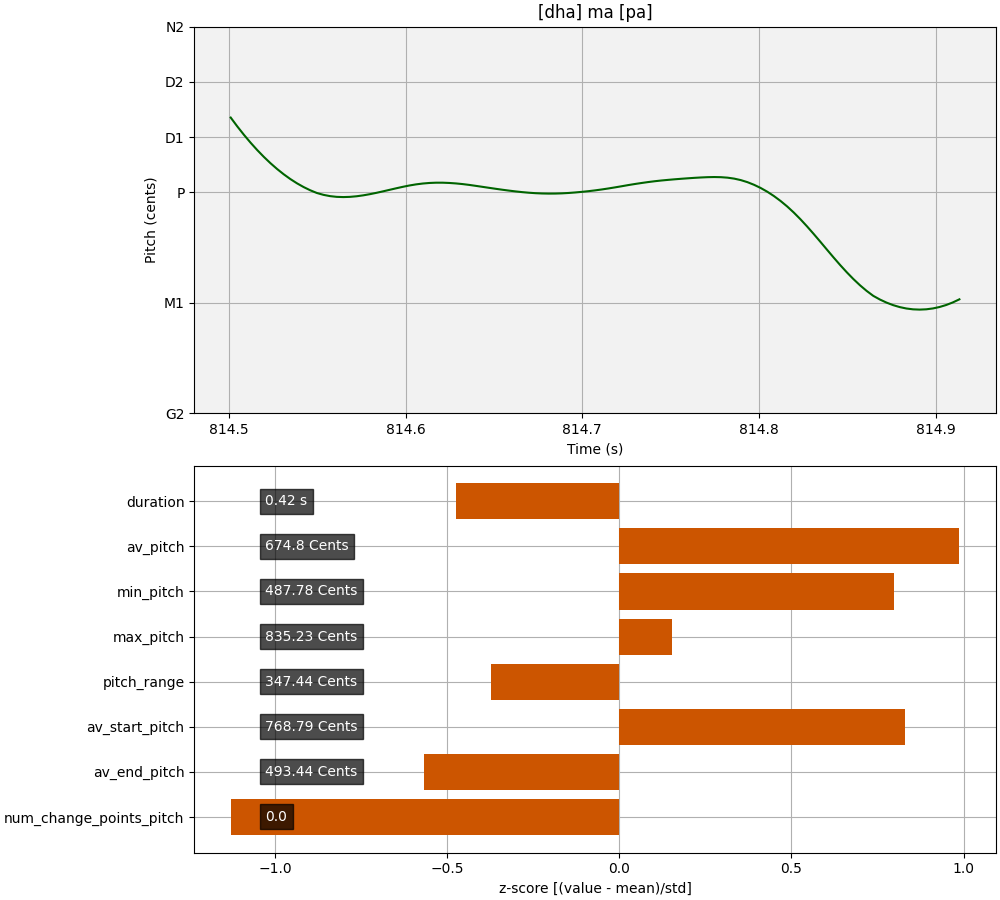 [dha] ma [pa]
N2
D2
D1
P
M1
G2
Pitch (cents)
814.5 814.6 814.7 814.8 814.9
Time (s)
duration 0.42 s
av_pitch 674.8 Cents
min_pitch 487.78 Cents
max_pitch 835.23 Cents
pitch_range 347.44 Cents
av_start_pitch 768.79 Cents
av_end_pitch 493.44 Cents
num_change_points_pitch 0.0
−1.0 −0.5 0.0 0.5 1.0
z-score [(value - mean)/std]